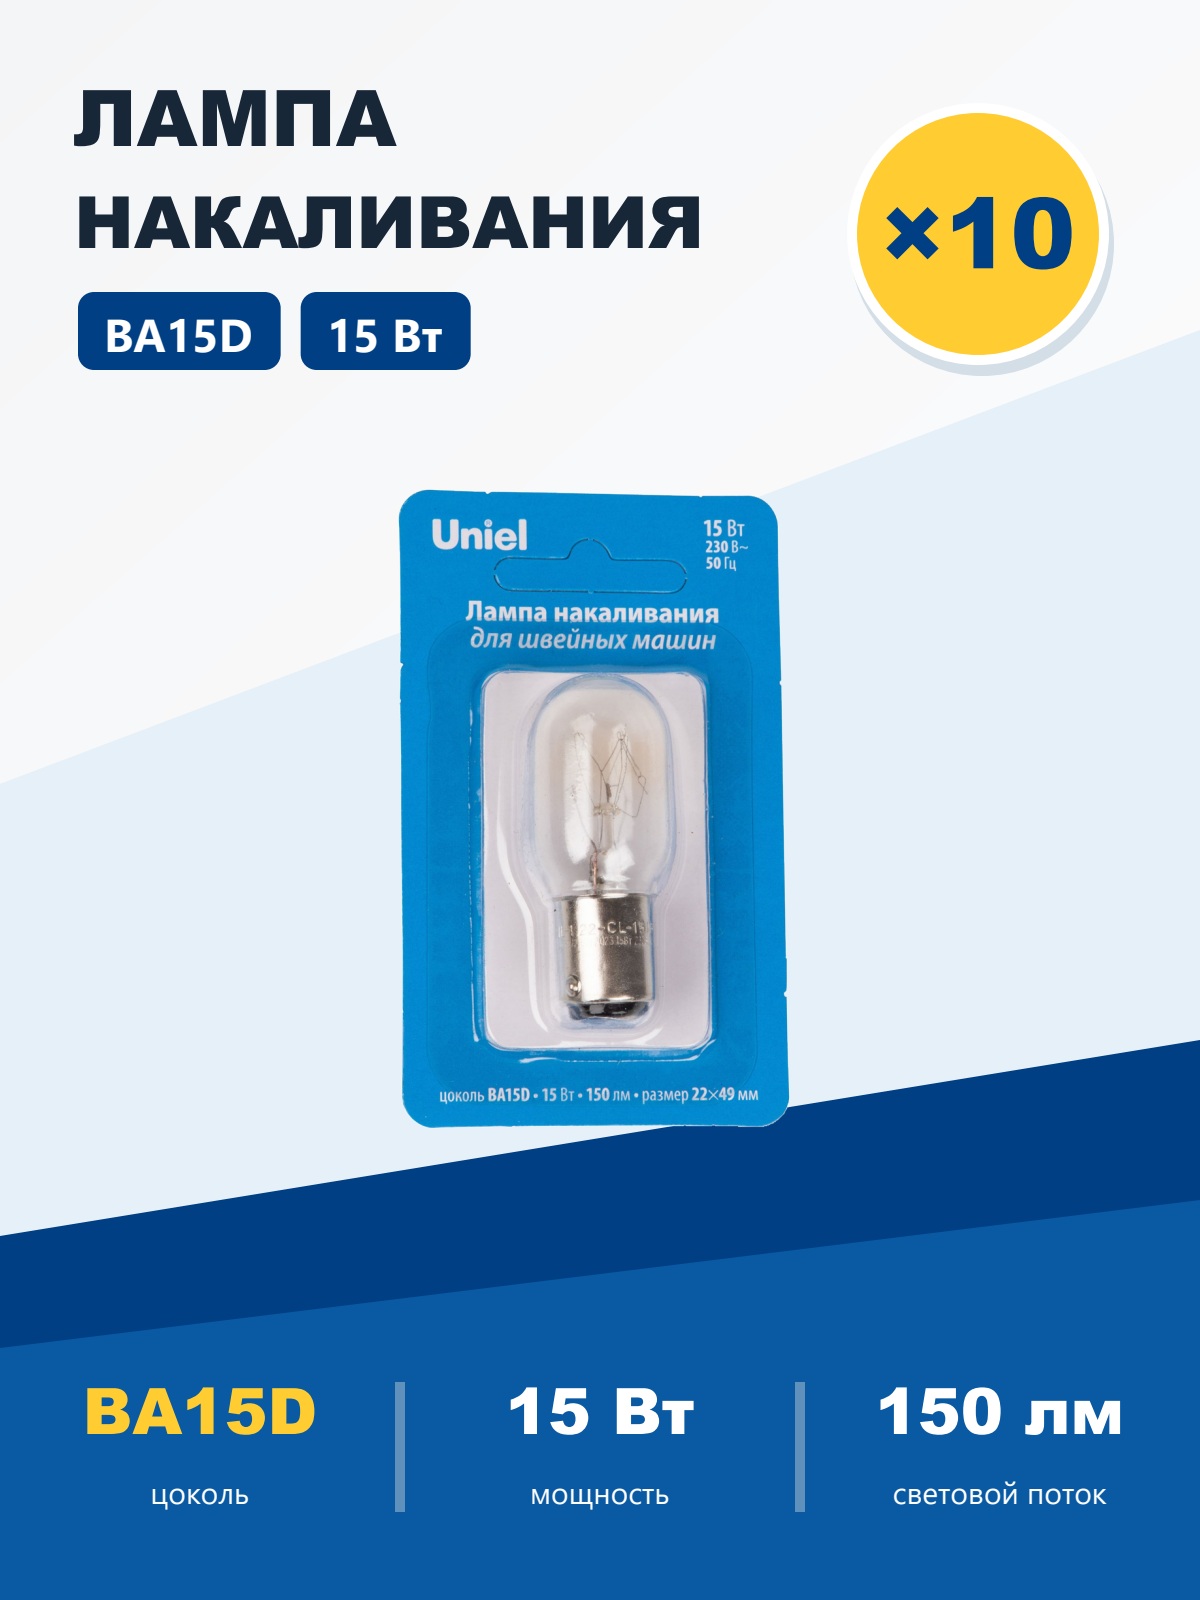 ЛАМПА
НАКАЛИВАНИЯ
BA15D
15 Вт
×10
Uniel
15 Вт
230 В~
50 Гц
Лампа накаливания
для швейных машин
цоколь BA15D • 15 Вт • 150 лм • размер 22×49 мм
BA15D
15 Вт
150 лм
цоколь
мощность
световой поток